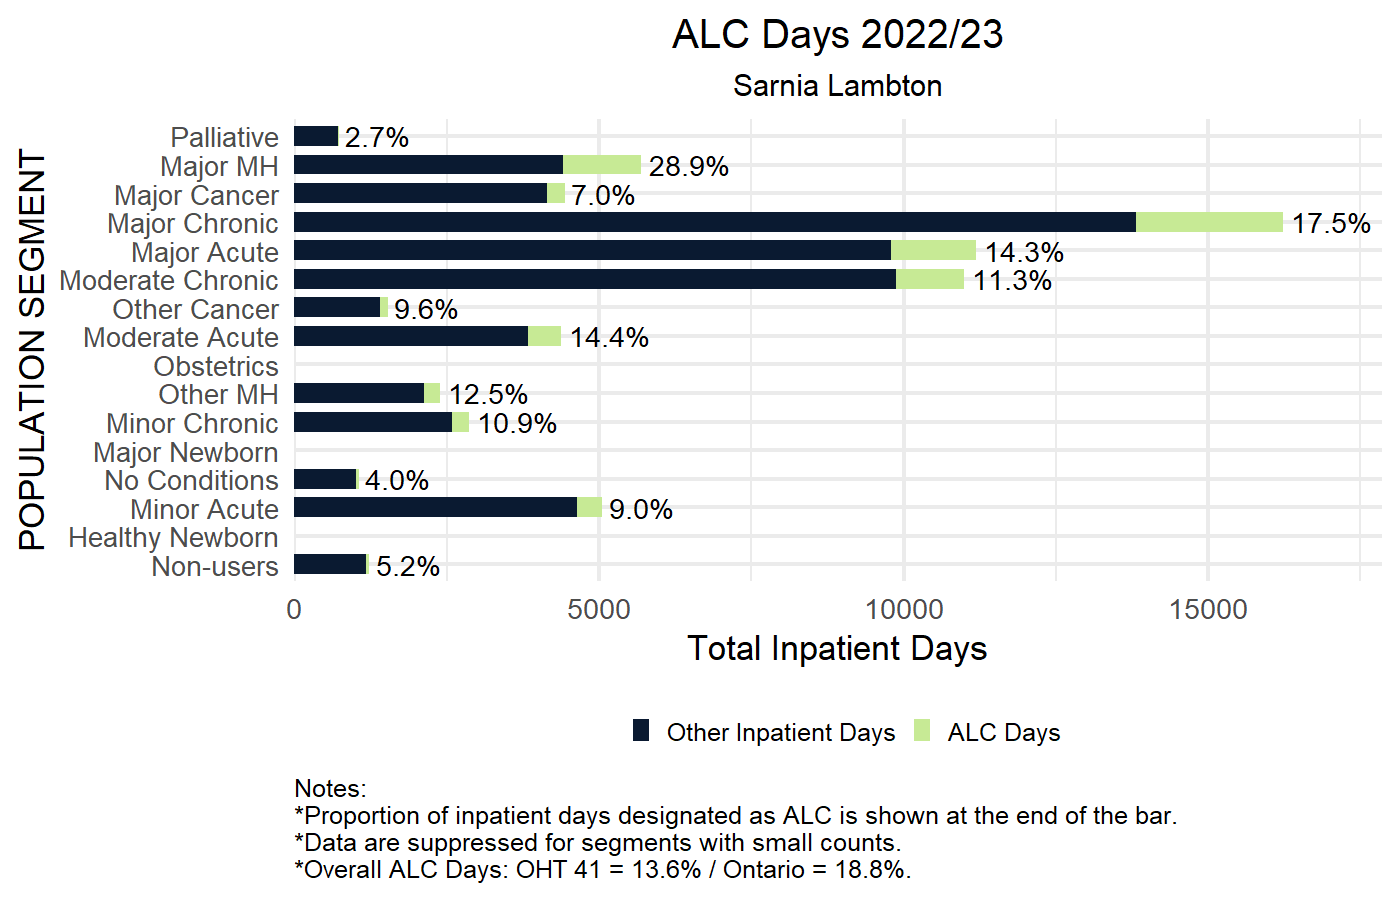 ALC Days 2022/23
Sarnia Lambton
POPULATION SEGMENT
Palliative 2.7%
Major MH 28.9%
Major Cancer 7.0%
Major Chronic 17.5%
Major Acute 14.3%
Moderate Chronic 11.3%
Other Cancer 9.6%
Moderate Acute 14.4%
Obstetrics
Other MH 12.5%
Minor Chronic 10.9%
Major Newborn
No Conditions 4.0%
Minor Acute 9.0%
Healthy Newborn
Non-users 5.2%
0 5000 10000 15000
Total Inpatient Days
Other Inpatient Days ALC Days
Notes:
*Proportion of inpatient days designated as ALC is shown at the end of the bar.
*Data are suppressed for segments with small counts.
*Overall ALC Days: OHT 41 = 13.6% / Ontario = 18.8%.